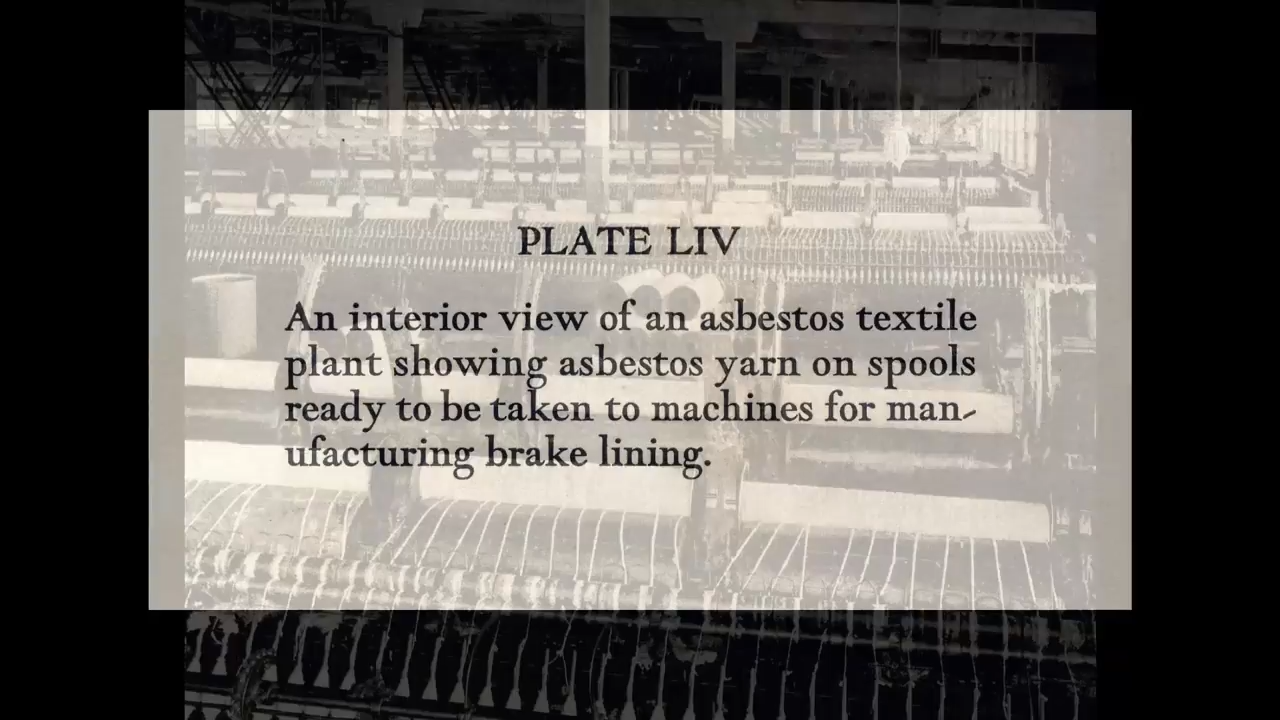 PLATE LIV
An interior view of an asbestos textile
plant showing asbestos yarn on spools
ready to be taken to machines for man-
ufacturing brake lining.